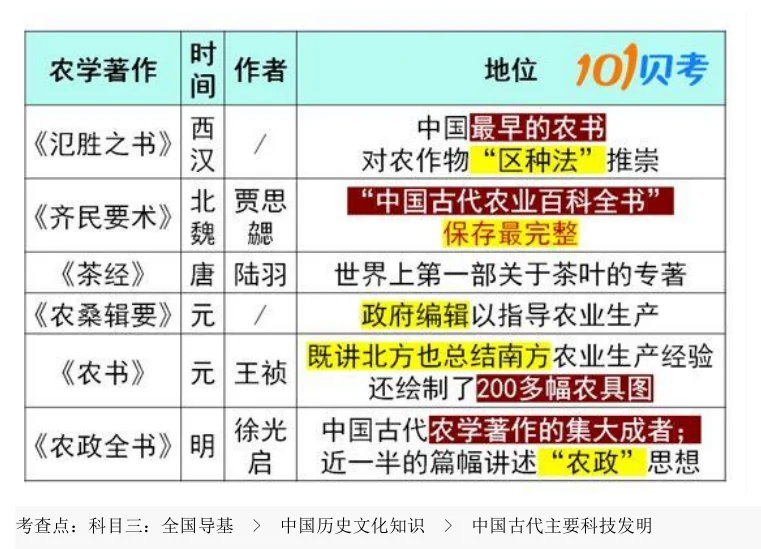 农学著作 时间 作者 地位 101贝考
《氾胜之书》 西汉 / 中国最早的农书
对农作物“区种法”推崇
《齐民要术》 北魏 贾思勰 “中国古代农业百科全书”
保存最完整
《茶经》 唐 陆羽 世界上第一部关于茶叶的专著
《农桑辑要》 元 / 政府编辑以指导农业生产
《农书》 元 王祯 既讲北方也总结南方农业生产经验
还绘制了200多幅农具图
《农政全书》 明 徐光启 中国古代农学著作的集大成者；
近一半的篇幅讲述“农政”思想
考查点：科目三：全国导基 > 中国历史文化知识 > 中国古代主要科技发明